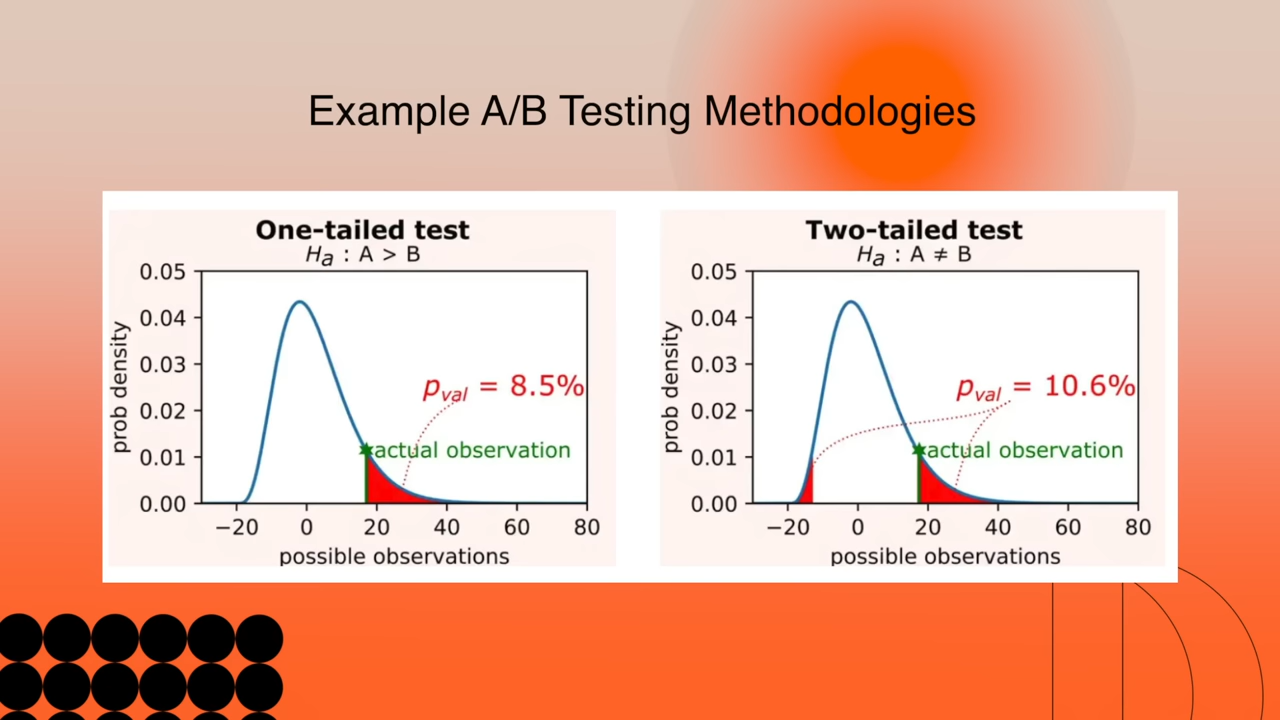 Example A/B Testing Methodologies
One-tailed test
Hₐ : A > B
prob density
0.05
0.04
0.03
0.02
0.01
0.00
pval = 8.5%
actual observation
−20 0 20 40 60 80
possible observations
Two-tailed test
Hₐ : A ≠ B
prob density
0.05
0.04
0.03
0.02
0.01
0.00
pval = 10.6%
actual observation
−20 0 20 40 60 80
possible observations